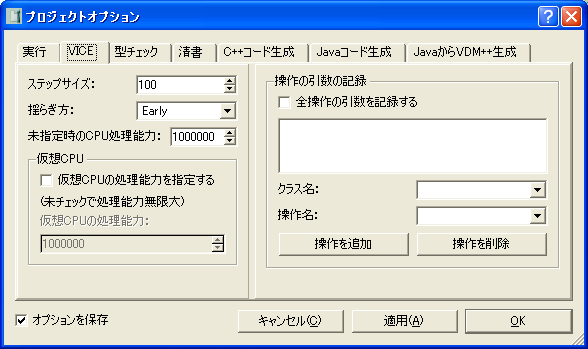 プロジェクトオプション
実行 VICE 型チェック 清書 C++コード生成 Javaコード生成 JavaからVDM++生成
ステップサイズ: 100
揺らぎ方: Early
未指定時のCPU処理能力: 1000000
仮想CPU
仮想CPUの処理能力を指定する
(未チェックで処理能力無限大)
仮想CPUの処理能力:
1000000
操作の引数の記録
全操作の引数を記録する
クラス名:
操作名:
操作を追加 操作を削除
オプションを保存 キャンセル(C) 適用(A) OK